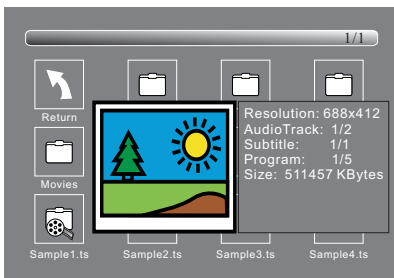 1/1
Return
Resolution: 688x412
AudioTrack: 1/2
Subtitle: 1/1
Program: 1/5
Size: 511457 KBytes
Movies
Sample1.ts Sample2.ts Sample3.ts Sample4.ts